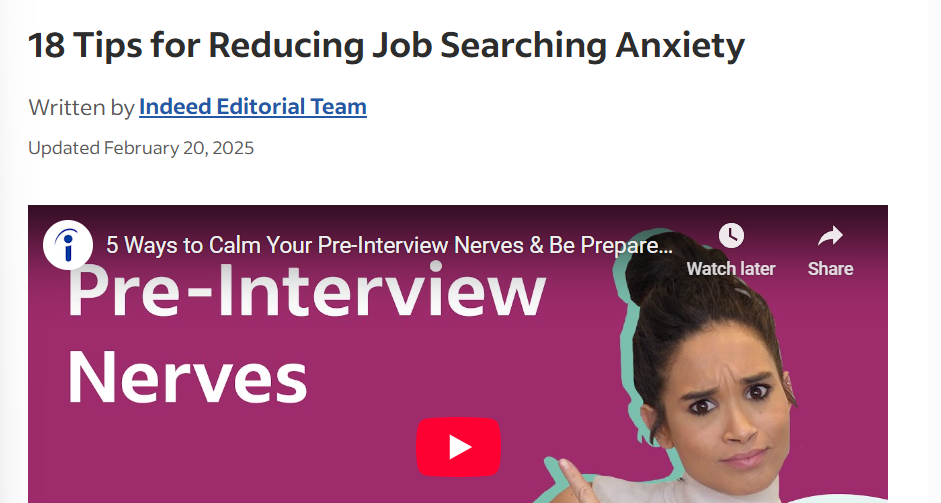 18 Tips for Reducing Job Searching Anxiety
Written by Indeed Editorial Team
Updated February 20, 2025
5 Ways to Calm Your Pre-Interview Nerves & Be Prepare...
Watch later
Share
Pre-Interview
Nerves